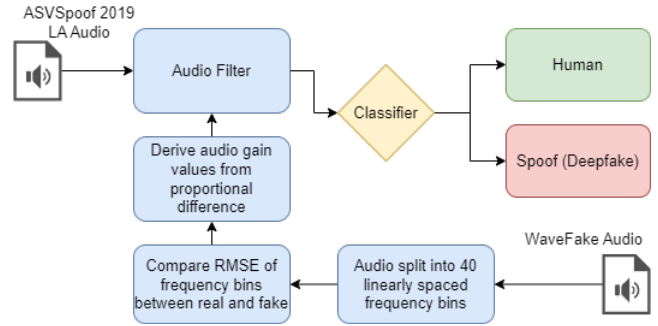 ASVSpoof 2019
LA Audio
Audio Filter
Classifier
Human
Spoof (Deepfake)
Derive audio gain
values from
proportional
difference
Compare RMSE of
frequency bins
between real and fake
Audio split into 40
linearly spaced
frequency bins
WaveFake Audio